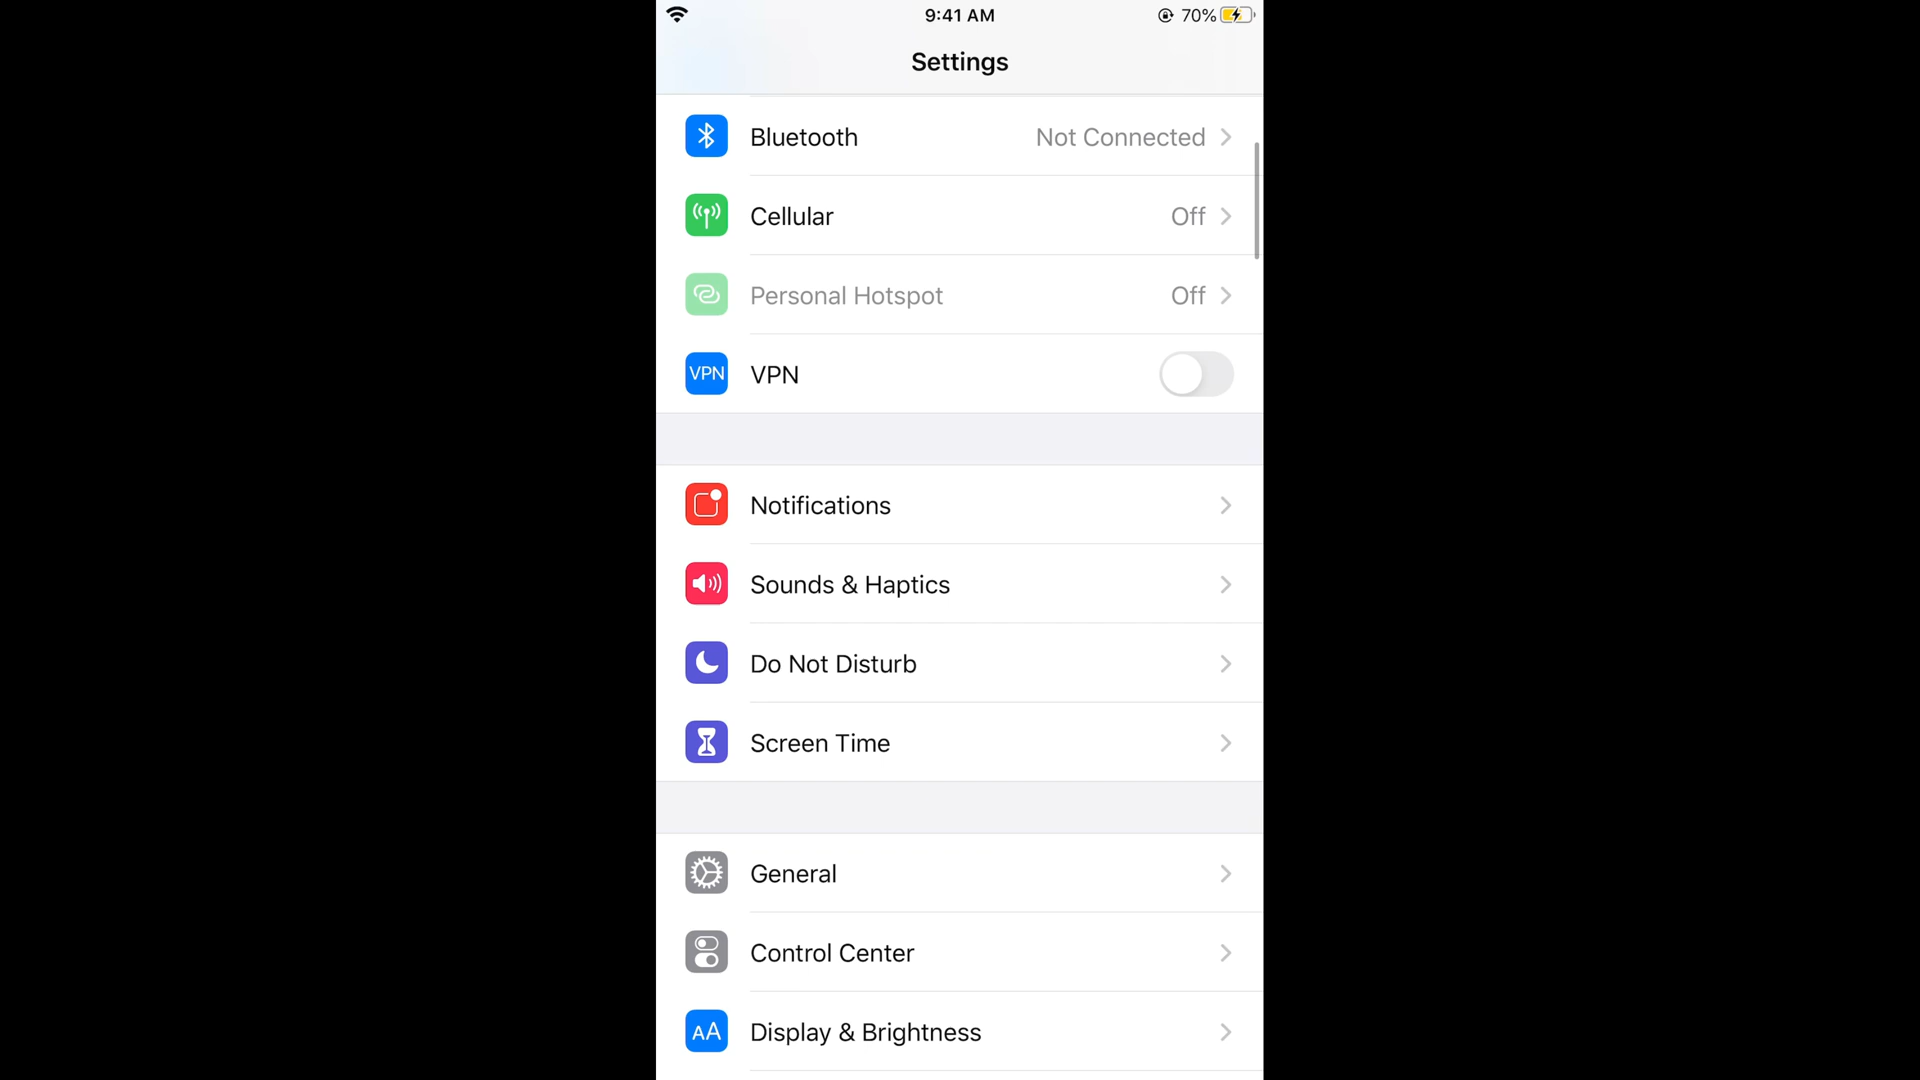 9:41 AM
70%
Settings
Bluetooth Not Connected
Cellular Off
Personal Hotspot Off
VPN VPN
Notifications
Sounds & Haptics
Do Not Disturb
Screen Time
General
Control Center
AA Display & Brightness